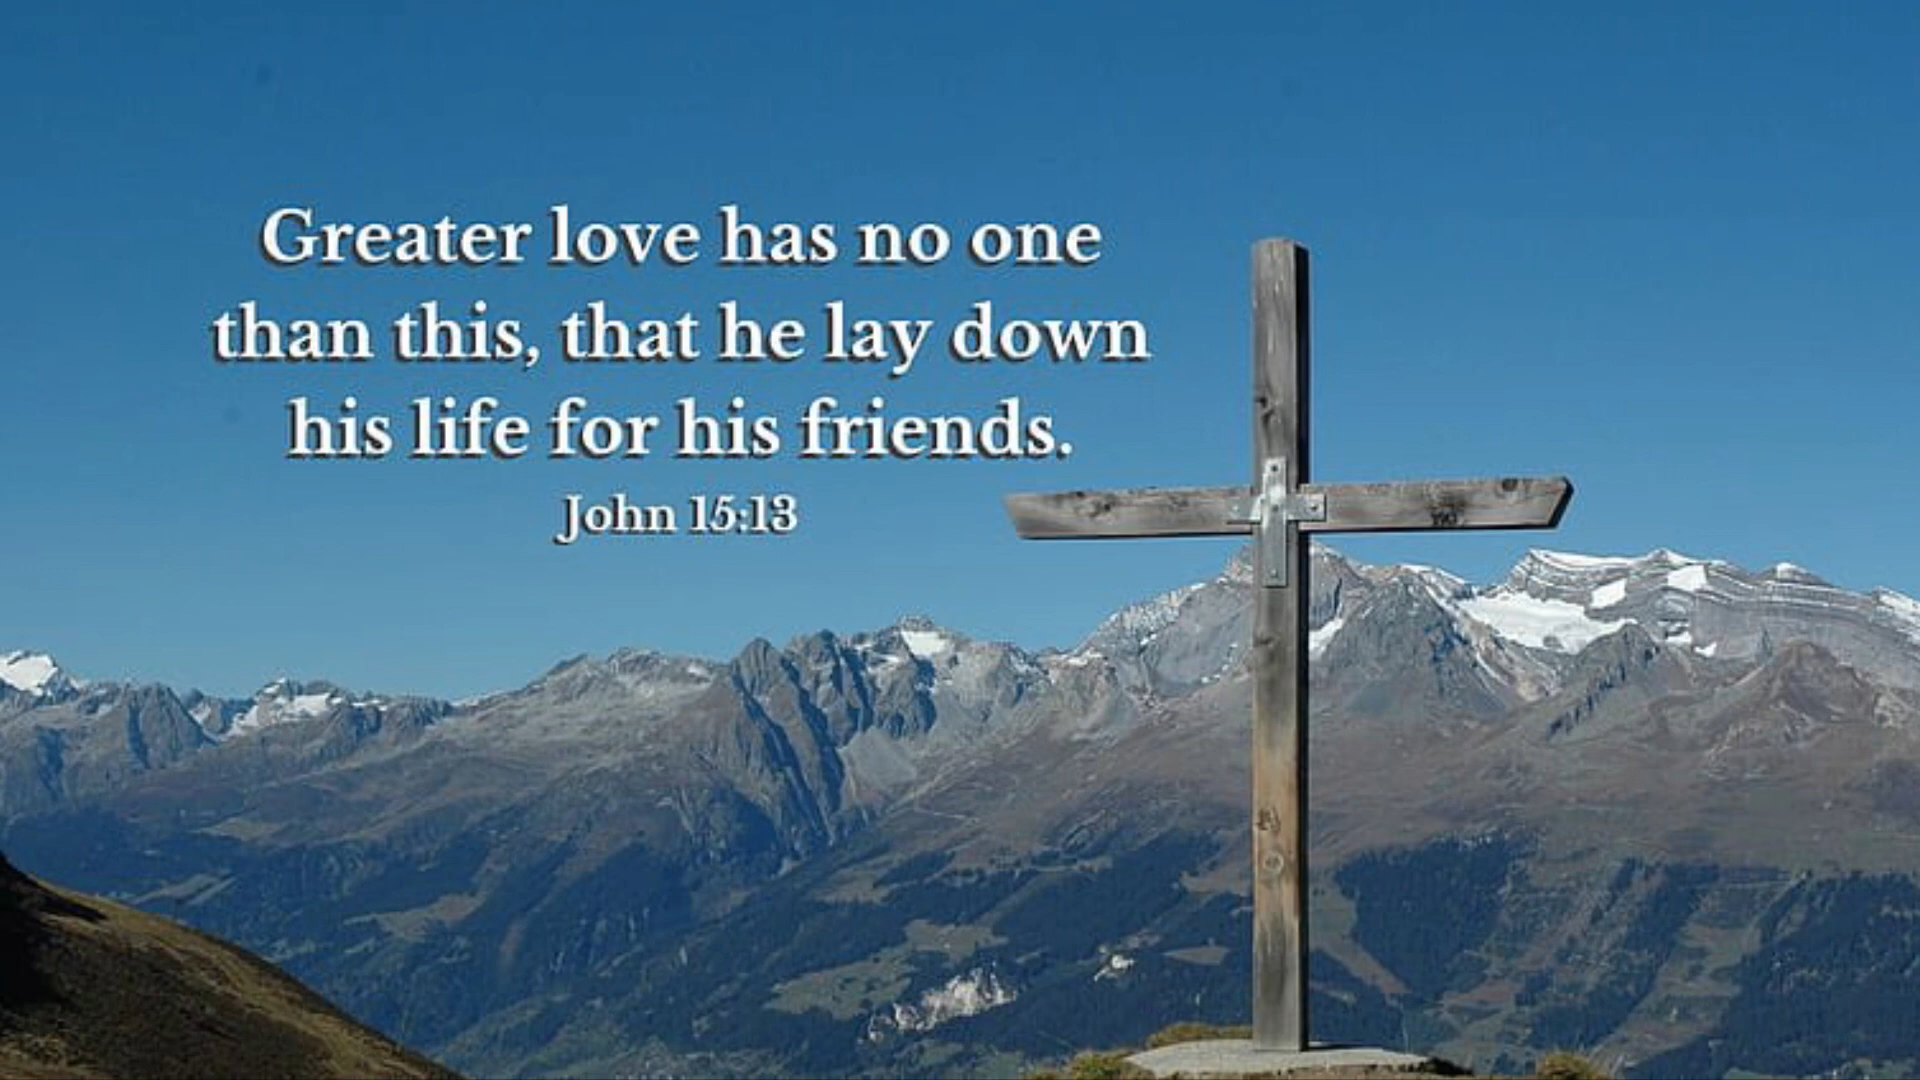 Greater love has no one
than this, that he lay down
his life for his friends.
John 15:13